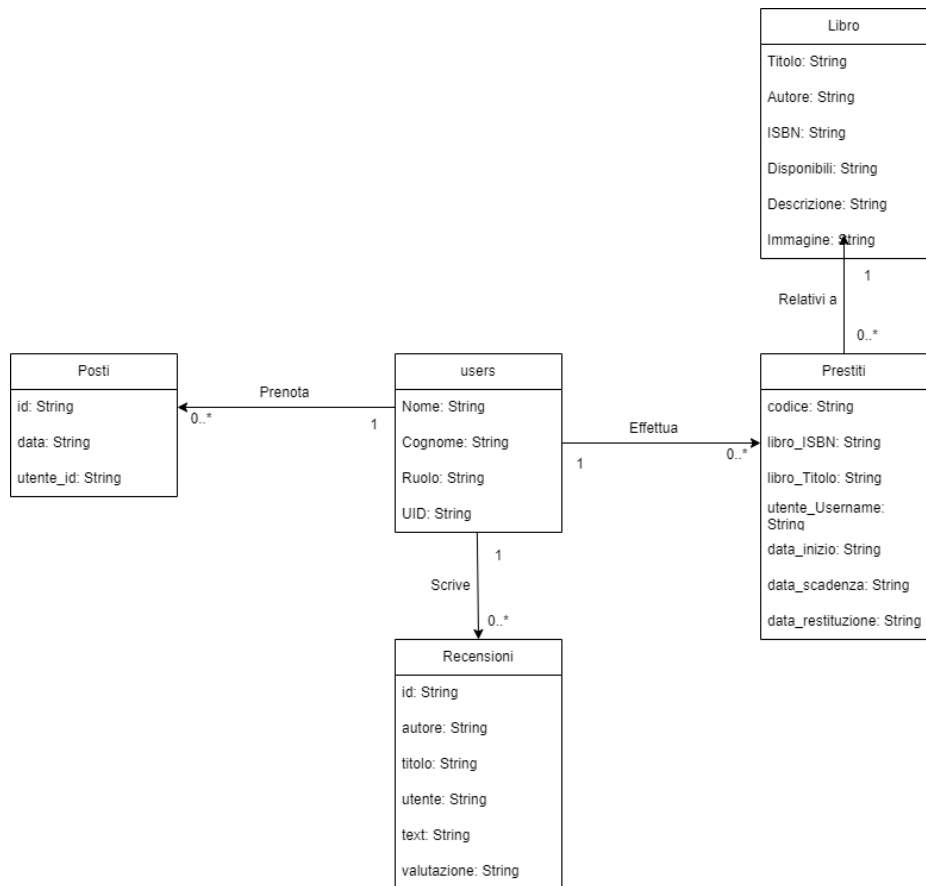 Libro
Titolo: String
Autore: String
ISBN: String
Disponibili: String
Descrizione: String
Immagine: String
1
Relativi a
0..*
Posti
id: String
data: String
utente_id: String
Prenota
0..*
1
users
Nome: String
Cognome: String
Ruolo: String
UID: String
Effettua
1
0..*
Prestiti
codice: String
libro_ISBN: String
libro_Titolo: String
utente_Username:
String
data_inizio: String
data_scadenza: String
data_restituzione: String
1
Scrive
0..*
Recensioni
id: String
autore: String
titolo: String
utente: String
text: String
valutazione: String